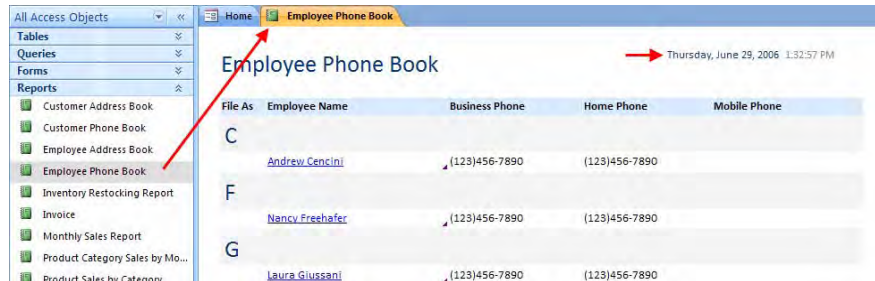 All Access Objects
Tables
Queries
Forms
Reports
Customer Address Book
Customer Phone Book
Employee Address Book
Employee Phone Book
Inventory Restocking Report
Invoice
Monthly Sales Report
Product Category Sales by Mo...
Product Sales by Category
Home Employee Phone Book
Employee Phone Book
Thursday, June 29, 2006 1:32:57 PM
File As Employee Name Business Phone Home Phone Mobile Phone
C
Andrew Cencini (123)456-7890 (123)456-7890
F
Nancy Freehafer (123)456-7890 (123)456-7890
G
Laura Giussani (123)456-7890 (123)456-7890